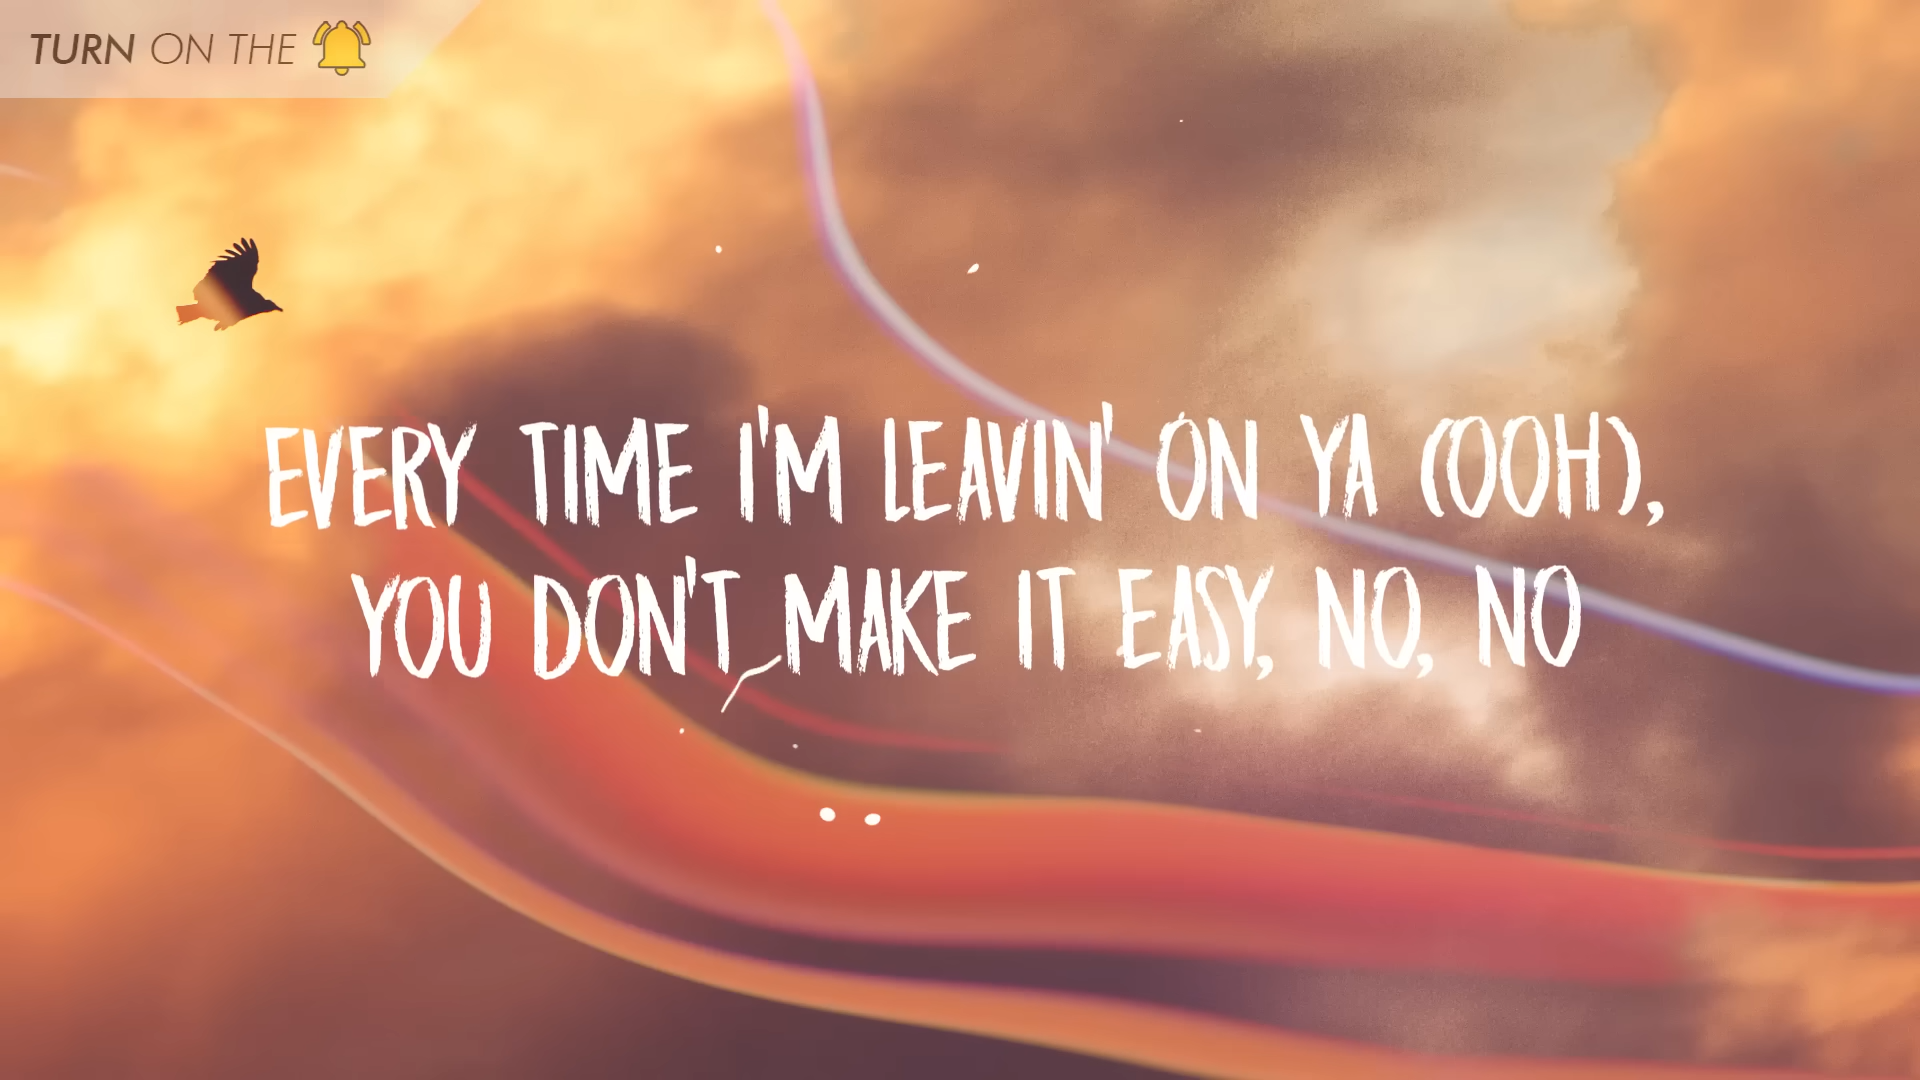 TURN ON THE
EVERY TIME I'M LEAVIN' ON YA (OOH),
YOU DON'T MAKE IT EASY, NO, NO